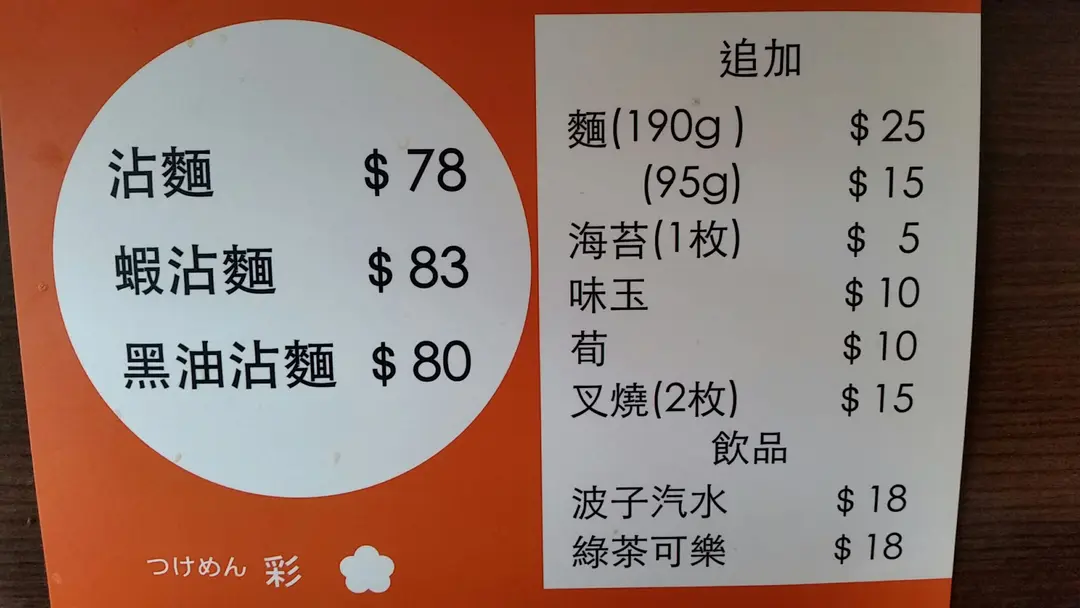 沾麵 $ 78
蝦沾麵 $ 83
黑油沾麵 $ 80
つけめん 彩
追加
麵(190g ) $ 25
(95g) $ 15
海苔(1枚) $ 5
味玉 $ 10
荀 $ 10
叉燒(2枚) $ 15
飲品
波子汽水 $ 18
綠茶可樂 $ 18